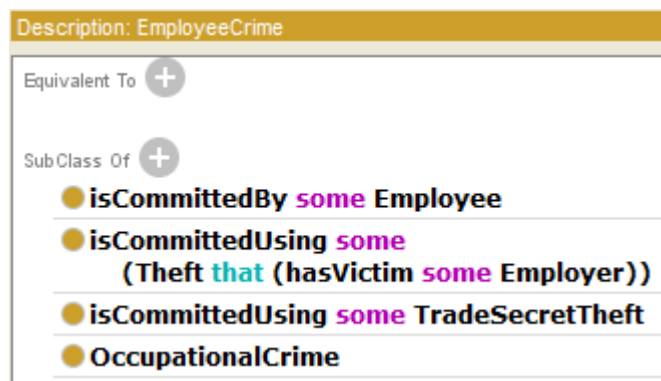 Description: EmployeeCrime
Equivalent To
SubClass Of
isCommittedBy some Employee
isCommittedUsing some
(Theft that (hasVictim some Employer))
isCommittedUsing some TradeSecretTheft
OccupationalCrime